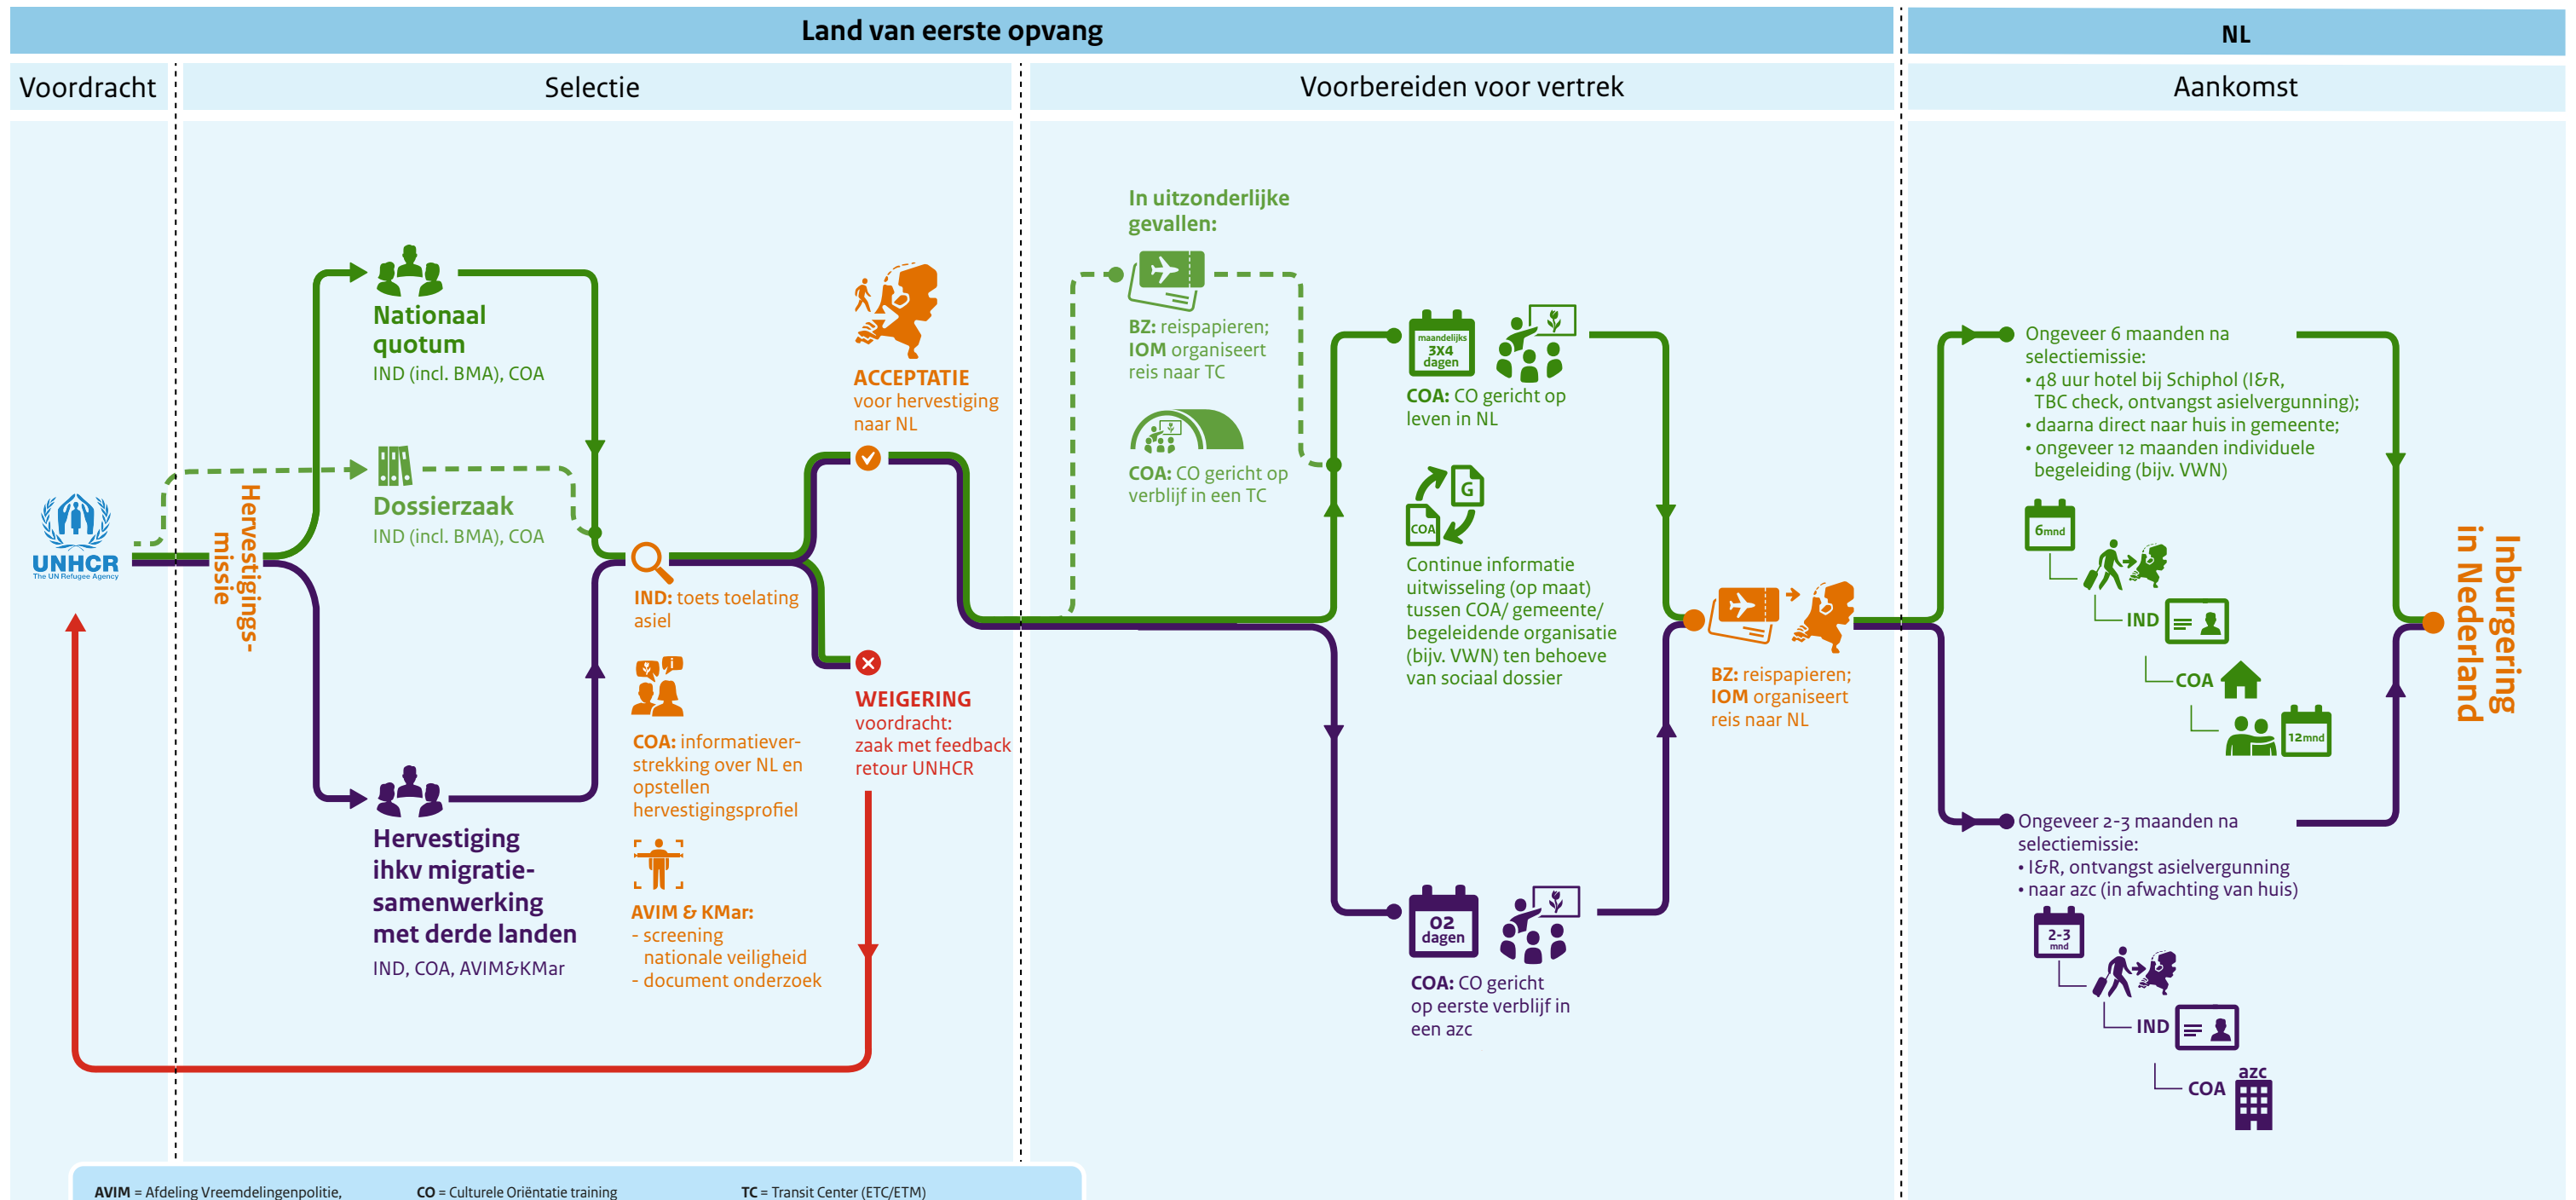 Land van eerste opvang
NL
Voordracht
Selectie
Voorbereiden voor vertrek
Aankomst
UNHCR
The UN Refugee Agency
Hervestigings-
missie
Nationaal
quotum
IND (incl. BMA), COA
Dossierzaak
IND (incl. BMA), COA
Hervestiging
ihkv migratie-
samenwerking
met derde landen
IND, COA, AVIM&KMar
IND: toets toelating
asiel
COA: informatiever-
strekking over NL en
opstellen
hervestigingsprofiel
AVIM & KMar:
- screening
nationale veiligheid
- document onderzoek
ACCEPTATIE
voor hervestiging
naar NL
WEIGERING
voordracht:
zaak met feedback
retour UNHCR
In uitzonderlijke
gevallen:
BZ: reispapieren;
IOM organiseert
reis naar TC
COA: CO gericht op
verblijf in een TC
maandelijks
3X4
dagen
COA: CO gericht op
leven in NL
G
COA
Continue informatie
uitwisseling (op maat)
tussen COA/ gemeente/
begeleidende organisatie
(bijv. VWN) ten behoeve
van sociaal dossier
02
dagen
COA: CO gericht
op eerste verblijf in
een azc
BZ: reispapieren;
IOM organiseert
reis naar NL
Ongeveer 6 maanden na
selectiemissie:
• 48 uur hotel bij Schiphol (I&R,
TBC check, ontvangst asielvergunning);
• daarna direct naar huis in gemeente;
• ongeveer 12 maanden individuele
begeleiding (bijv. VWN)
6mnd
IND
COA
12mnd
Ongeveer 2-3 maanden na
selectiemissie:
• I&R, ontvangst asielvergunning
• naar azc (in afwachting van huis)
2-3
mnd
IND
azc
COA
Inburgering
in Nederland
AVIM = Afdeling Vreemdelingenpolitie,
CO = Culturele Oriëntatie training
TC = Transit Center (ETC/ETM)